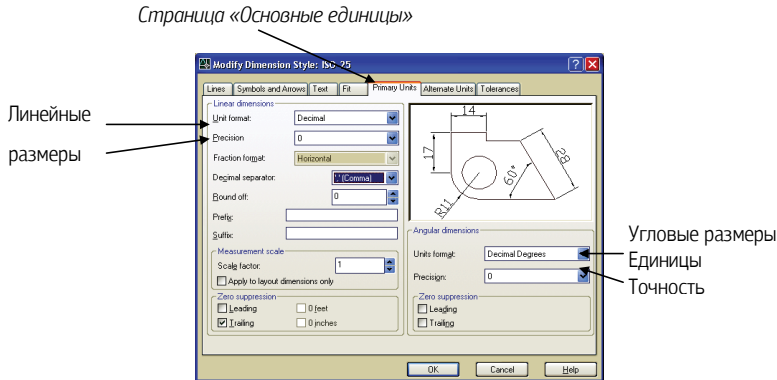 Страница «Основные единицы»
Modify Dimension Style: ISO-25
Lines Symbols and Arrows Text Fit Primary Units Alternate Units Tolerances
Линейные
размеры
Linear dimensions
Unit format: Decimal
Precision 0
Fraction format: Horizontal
Decimal separator: ',' (Comma)
Round off: 0
Prefix:
Suffix:
Measurement scale
Scale factor: 1
Apply to layout dimensions only
Zero suppression
Leading 0 feet
Trailing 0 inches
14
17
28
60°
R11
Angular dimensions
Units format: Decimal Degrees
Precision: 0
Zero suppression
Leading
Trailing
Угловые размеры
Единицы
Точность
OK Cancel Help